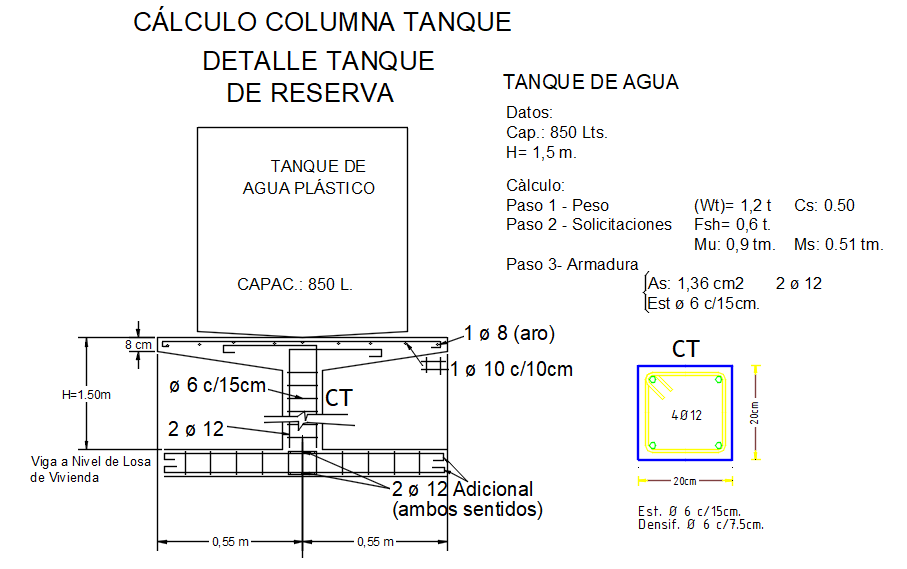 CÁLCULO COLUMNA TANQUE
DETALLE TANQUE
DE RESERVA
TANQUE DE AGUA
Datos:
Cap.: 850 Lts.
H= 1,5 m.
Càlculo:
Paso 1 - Peso (Wt)= 1,2 t Cs: 0.50
Paso 2 - Solicitaciones Fsh= 0,6 t.
Mu: 0,9 tm. Ms: 0.51 tm.
Paso 3- Armadura
As: 1,36 cm2 2 ø 12
Est ø 6 c/15cm.
TANQUE DE
AGUA PLÁSTICO
CAPAC.: 850 L.
8 cm
1 ø 8 (aro)
1 ø 10 c/10cm
H=1.50m
ø 6 c/15cm
CT
2 ø 12
Viga a Nivel de Losa
de Vivienda
2 ø 12 Adicional
(ambos sentidos)
0,55 m
0,55 m
CT
4Ø12
20cm
20cm
Est. Ø 6 c/15cm.
Densif. Ø 6 c/7.5cm.